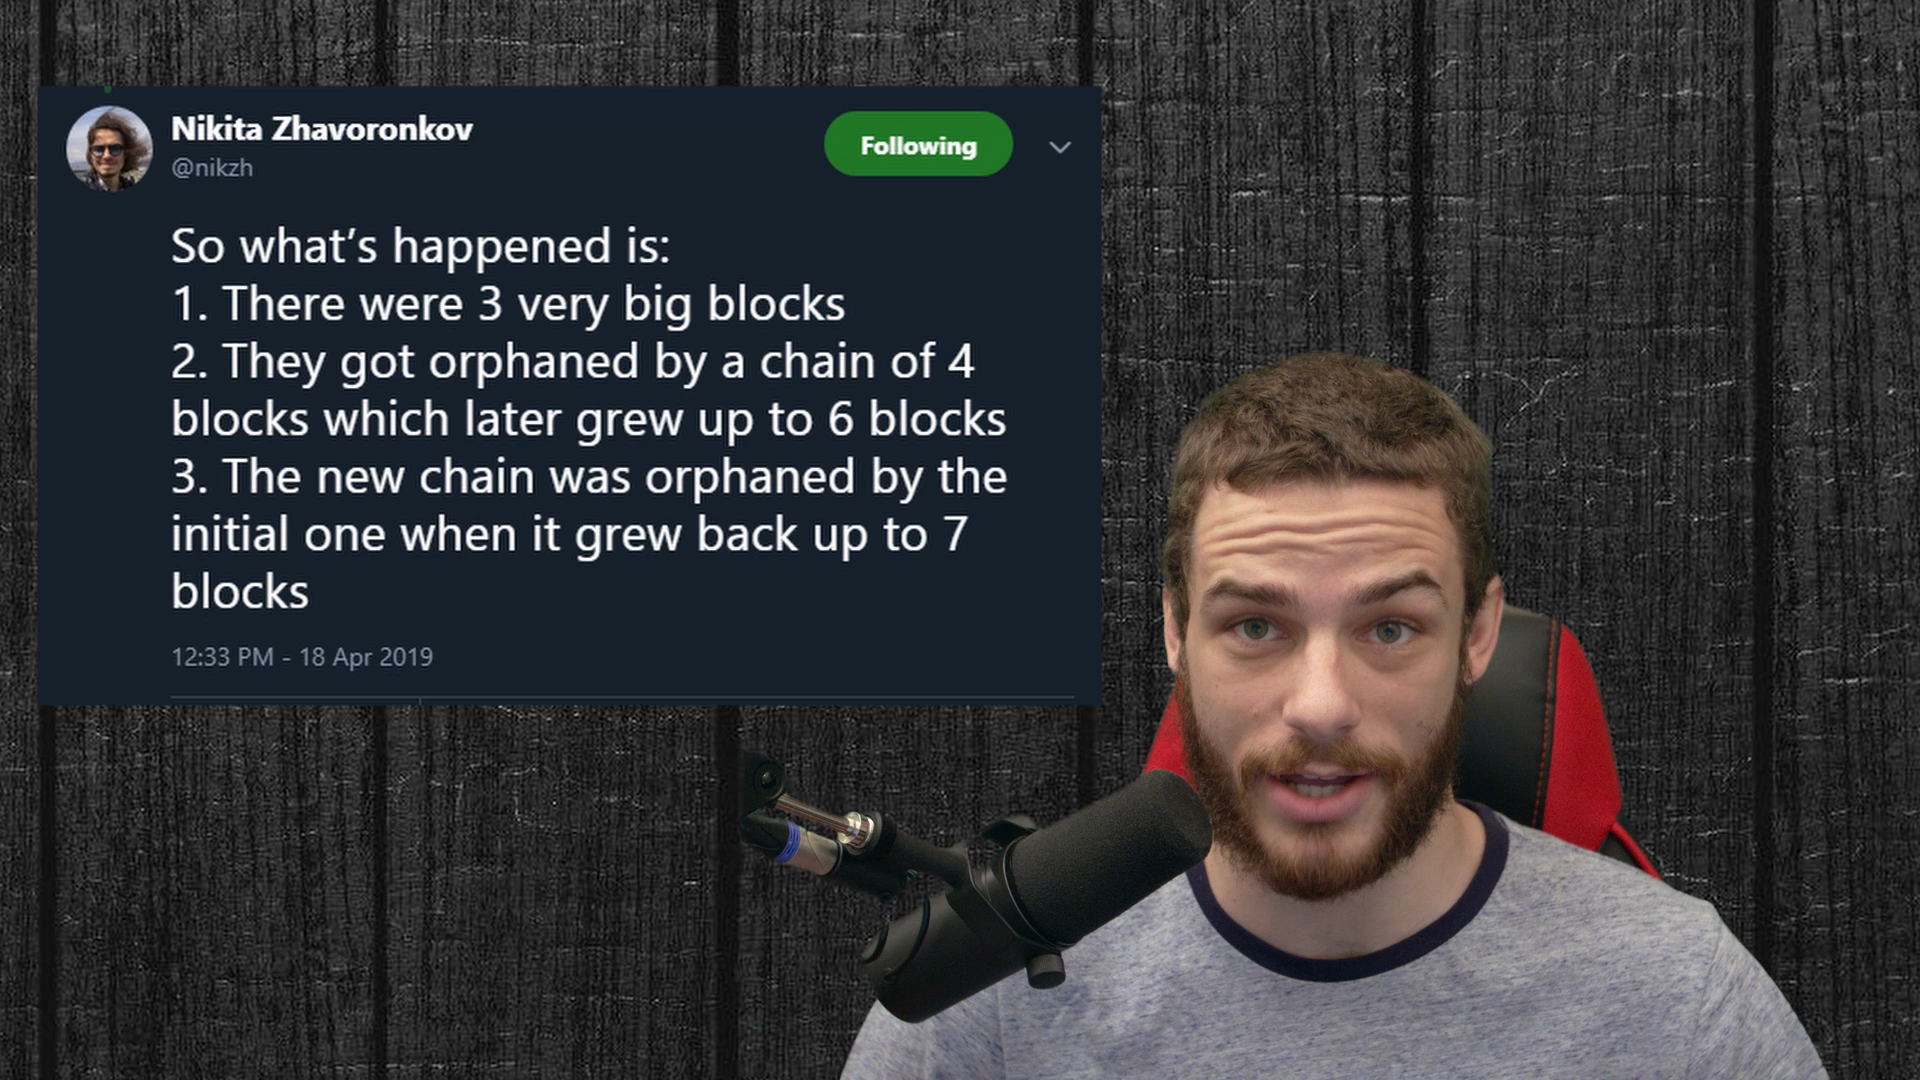 Nikita Zhavoronkov
@nikzh
Following
So what’s happened is:
1. There were 3 very big blocks
2. They got orphaned by a chain of 4
blocks which later grew up to 6 blocks
3. The new chain was orphaned by the
initial one when it grew back up to 7
blocks
12:33 PM - 18 Apr 2019